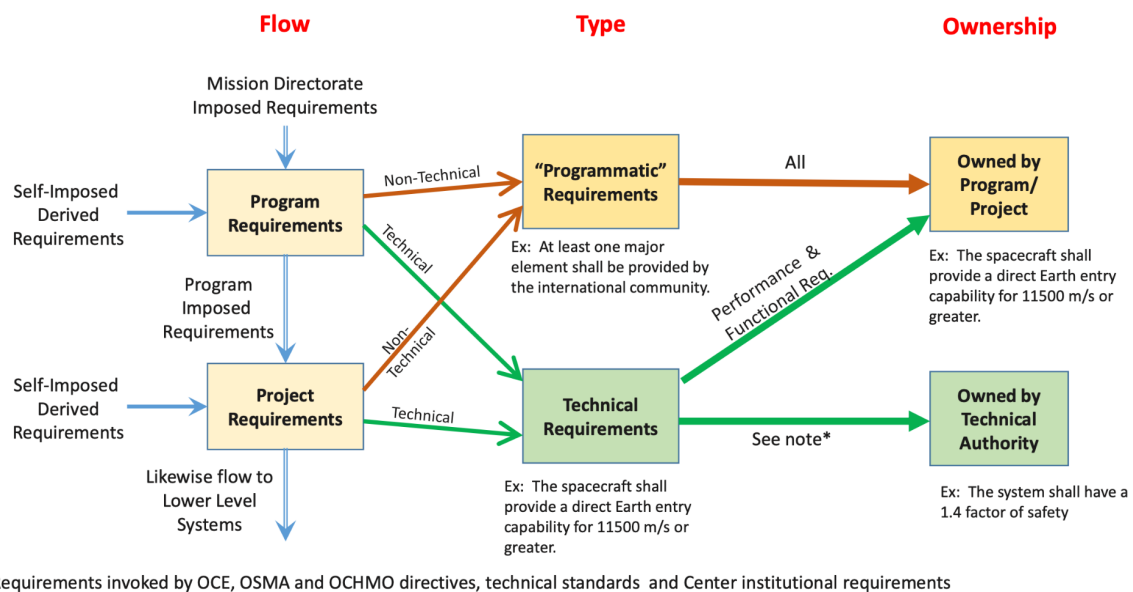 Flow
Type
Ownership
Mission Directorate
Imposed Requirements
Self-Imposed
Derived
Requirements
Program
Requirements
Non-Technical
Technical
"Programmatic"
Requirements
All
Owned by
Program/
Project
Ex: At least one major
element shall be provided by
the international community.
Ex: The spacecraft shall
provide a direct Earth entry
capability for 11500 m/s or
greater.
Program
Imposed
Requirements
Non-
Technical
Performance &
Functional Req.
Self-Imposed
Derived
Requirements
Project
Requirements
Technical
Technical
Requirements
See note*
Owned by
Technical
Authority
Likewise flow to
Lower Level
Systems
Ex: The spacecraft shall
provide a direct Earth entry
capability for 11500 m/s or
greater.
Ex: The system shall have a
1.4 factor of safety
invoked by OCE, OSMA and OCHMO directives, technical standards and Center institutional requirements